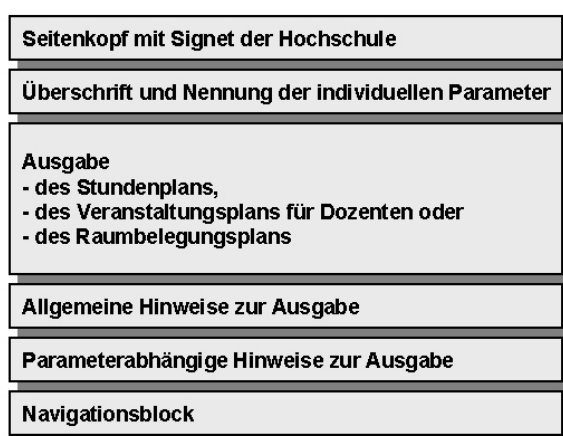 Seitenkopf mit Signet der Hochschule
Überschrift und Nennung der individuellen Parameter
Ausgabe
- des Stundenplans,
- des Veranstaltungsplans für Dozenten oder
- des Raumbelegungsplans
Allgemeine Hinweise zur Ausgabe
Parameterabhängige Hinweise zur Ausgabe
Navigationsblock